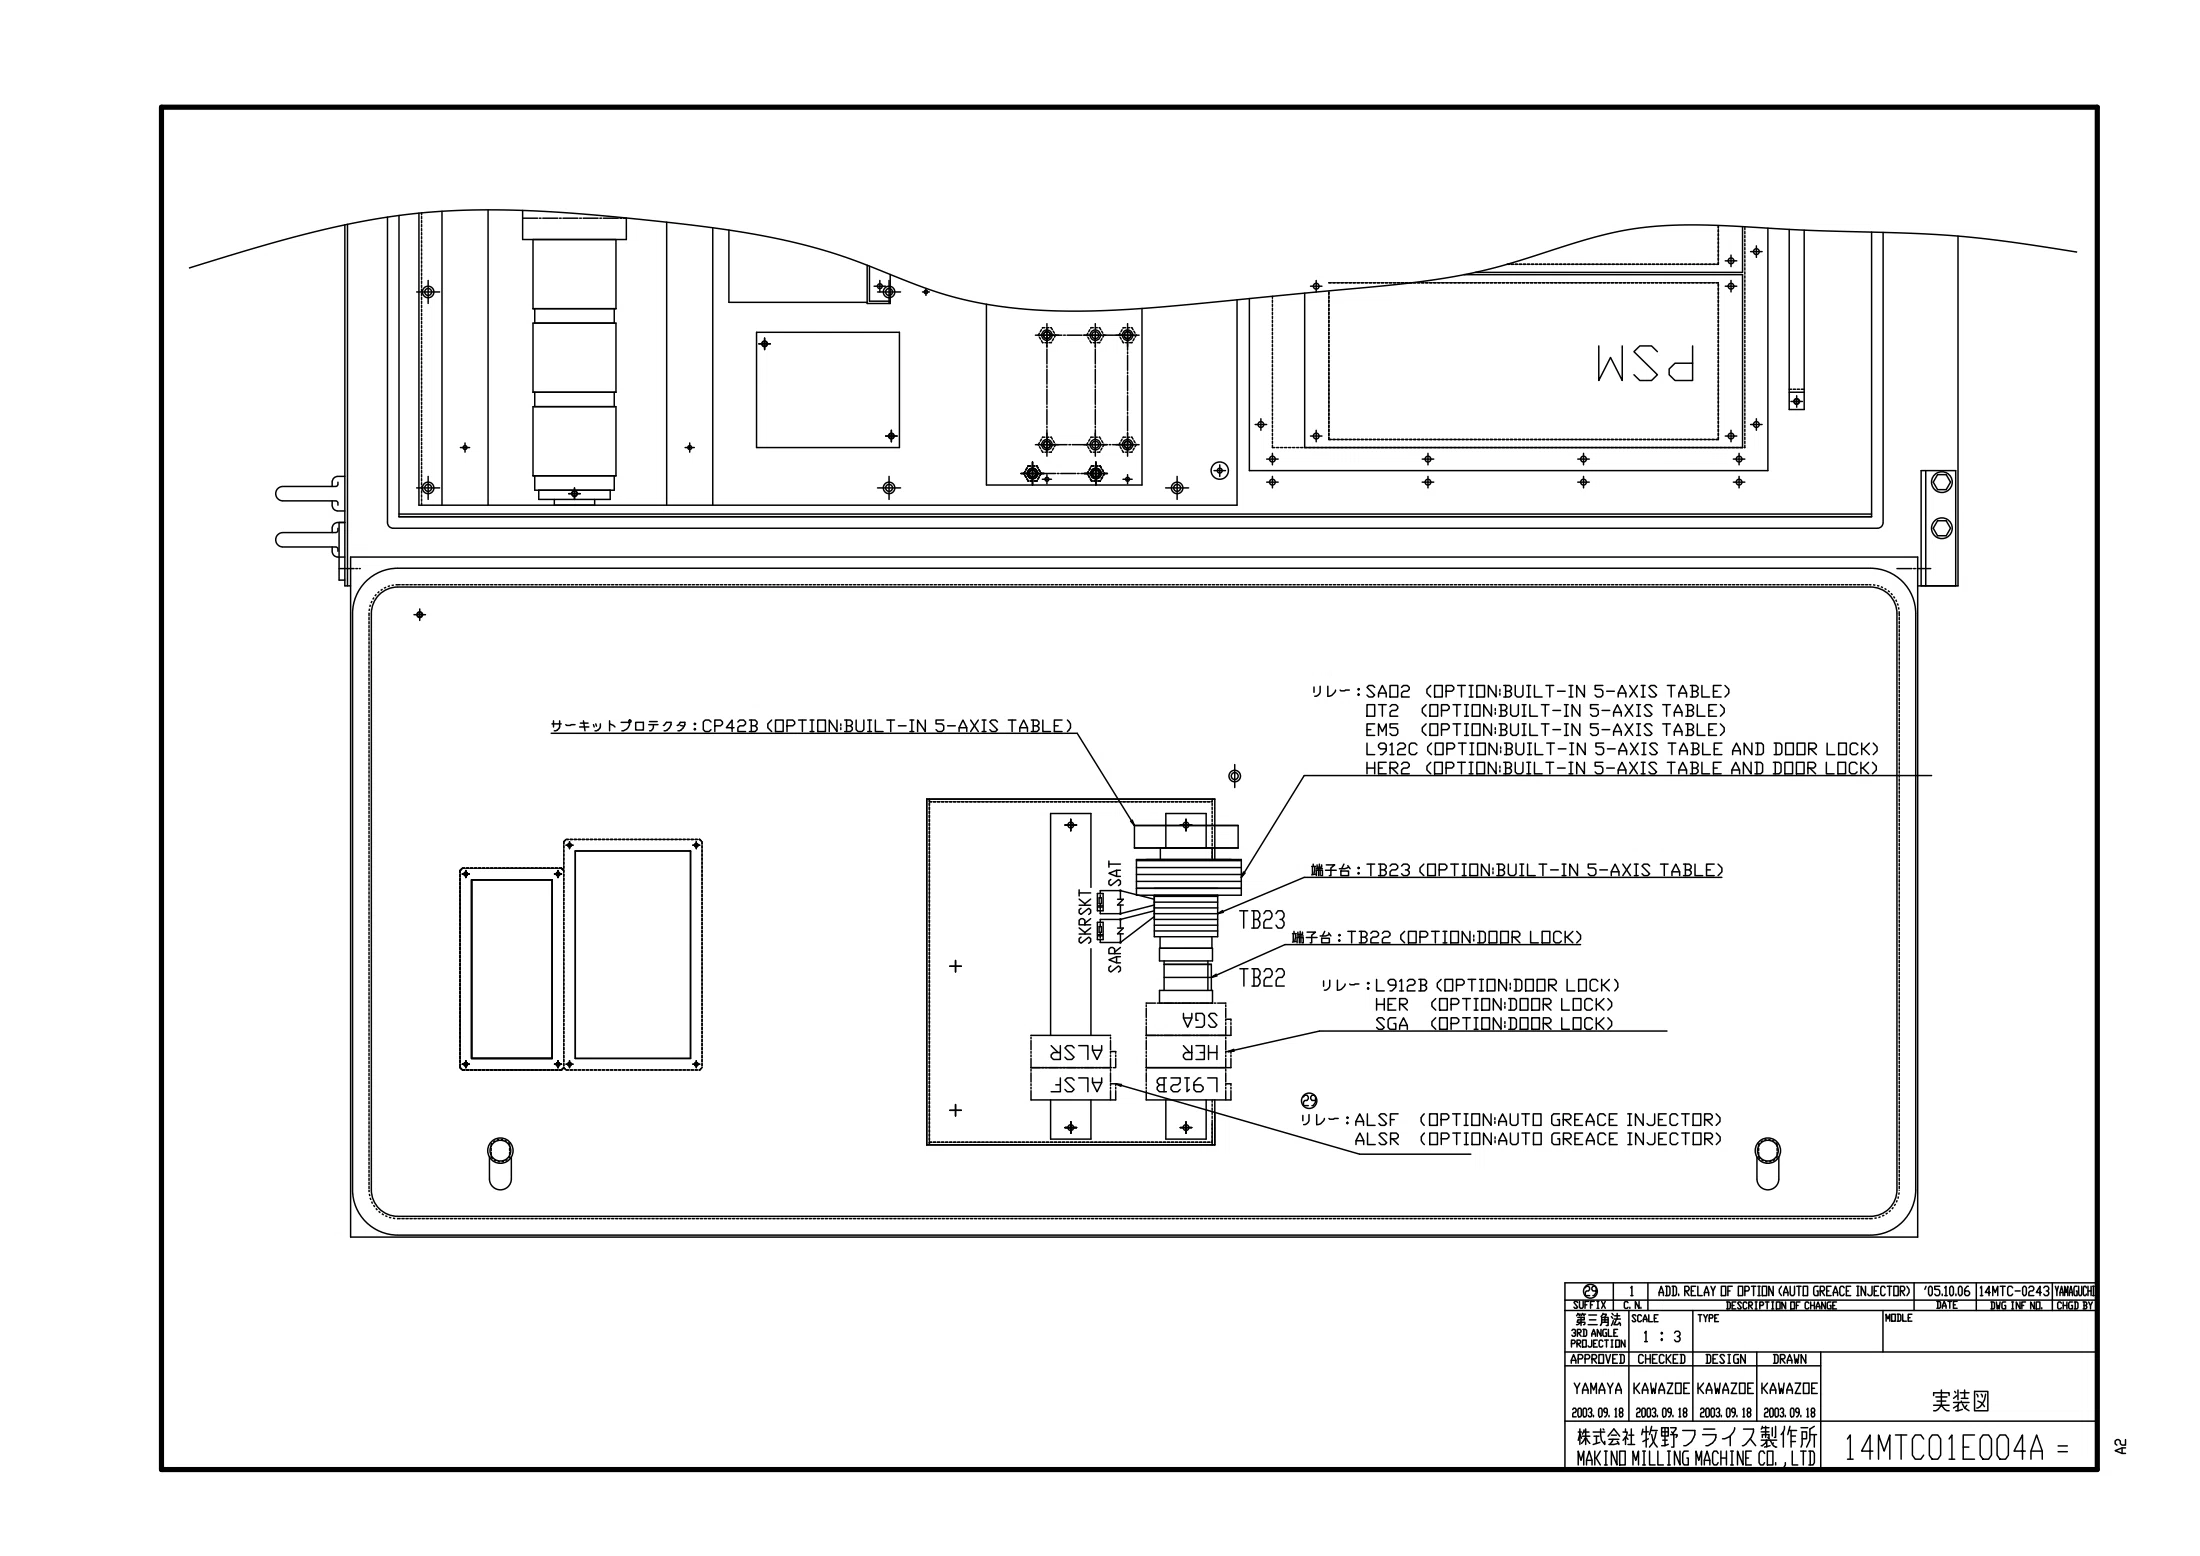 PSM
リレー:SA02 (OPTION:BUILT-IN 5-AXIS TABLE)
OT2 (OPTION:BUILT-IN 5-AXIS TABLE)
EM5 (OPTION:BUILT-IN 5-AXIS TABLE)
L912C (OPTION:BUILT-IN 5-AXIS TABLE AND DOOR LOCK)
HER2 (OPTION:BUILT-IN 5-AXIS TABLE AND DOOR LOCK)
サーキットプロテクタ:CP42B (OPTION:BUILT-IN 5-AXIS TABLE)
端子台:TB23 (OPTION:BUILT-IN 5-AXIS TABLE)
SAT
SKT
SKR
SAR
TB23
端子台:TB22 (OPTION:DOOR LOCK)
TB22
リレー:L912B (OPTION:DOOR LOCK)
HER (OPTION:DOOR LOCK)
SGA (OPTION:DOOR LOCK)
SGA
ALSR
HER
ALSF
L912B
29
リレー:ALSF (OPTION:AUTO GREACE INJECTOR)
ALSR (OPTION:AUTO GREACE INJECTOR)
29 1 ADD. RELAY OF OPTION (AUTO GREACE INJECTOR) '05.10.06 14MTC-0243 YAMAGUCHI
SUFFIX C. N. DESCRIPTION OF CHANGE DATE DWG INF NO. CHGD BY
第三角法 SCALE TYPE MODLE
3RD ANGLE
PROJECTION 1 : 3
APPROVED CHECKED DESIGN DRAWN
YAMAYA KAWAZOE KAWAZOE KAWAZOE
2003. 09. 18 2003. 09. 18 2003. 09. 18 2003. 09. 18
実装図
株式会社 牧野フライス製作所
MAKINO MILLING MACHINE CO. ,LTD
14MTC01E004A =
A2